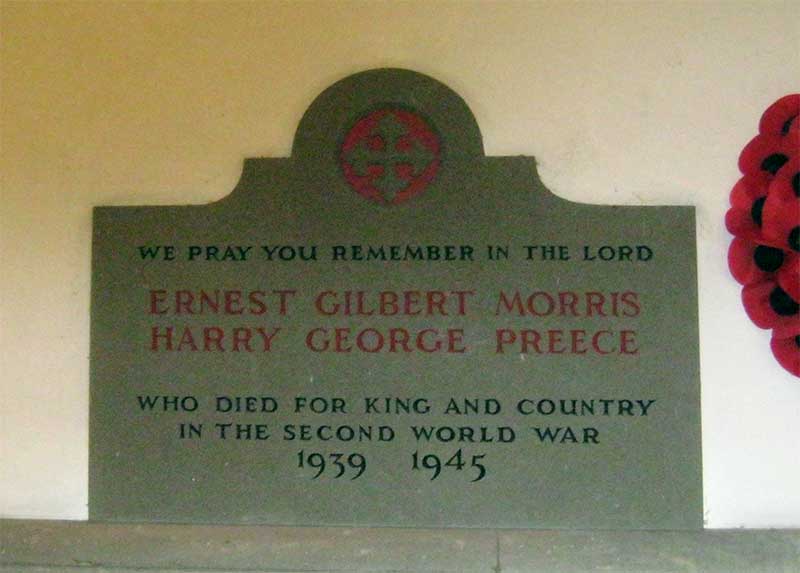 WE PRAY YOU REMEMBER IN THE LORD
ERNEST GILBERT MORRIS
HARRY GEORGE PREECE
WHO DIED FOR KING AND COUNTRY
IN THE SECOND WORLD WAR
1939 1945